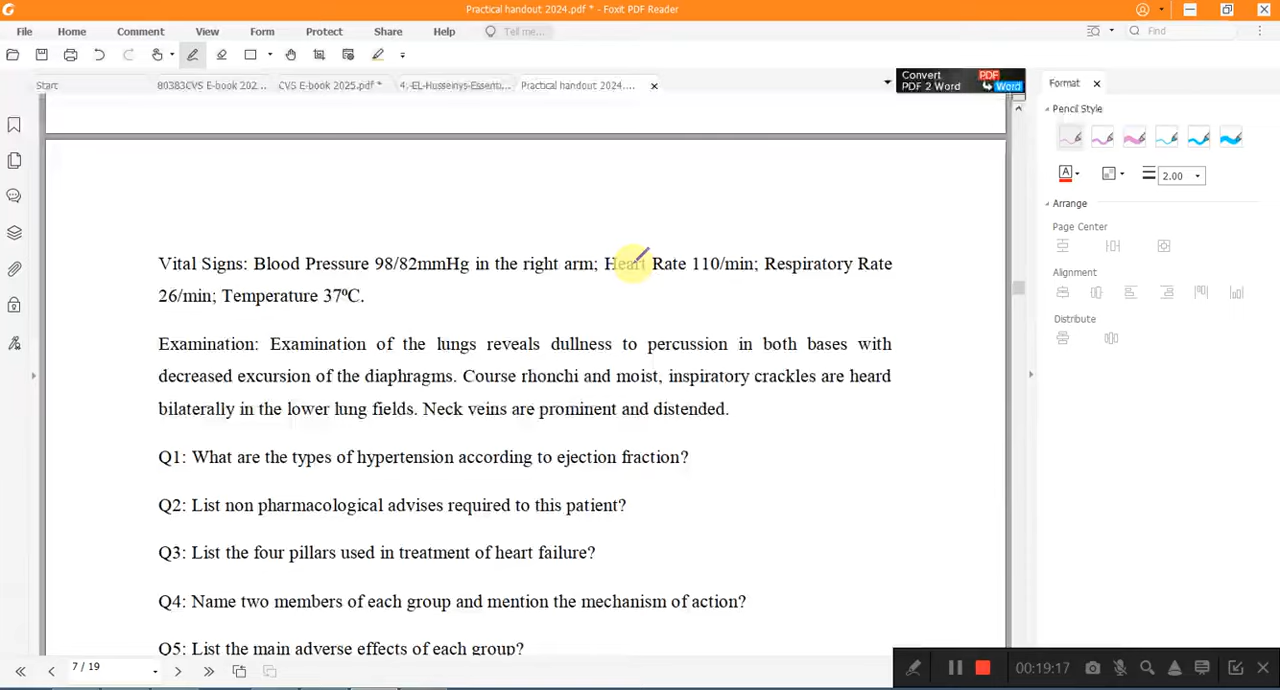 Practical handout 2024.pdf * - Foxit PDF Reader
File Home Comment View Form Protect Share Help Tell me... Find
Start 80383CVS E-book 202... CVS E-book 2025.pdf * 4.-EL-Husseinys-Essenti... Practical handout 2024....
Convert PDF
PDF 2 Word Word
Format
Pencil Style
2.00
Arrange
Page Center
Alignment
Distribute
Vital Signs: Blood Pressure 98/82mmHg in the right arm; Heart Rate 110/min; Respiratory Rate
26/min; Temperature 37ºC.
Examination: Examination of the lungs reveals dullness to percussion in both bases with
decreased excursion of the diaphragms. Course rhonchi and moist, inspiratory crackles are heard
bilaterally in the lower lung fields. Neck veins are prominent and distended.
Q1: What are the types of hypertension according to ejection fraction?
Q2: List non pharmacological advises required to this patient?
Q3: List the four pillars used in treatment of heart failure?
Q4: Name two members of each group and mention the mechanism of action?
Q5: List the main adverse effects of each group?
7 / 19
00:19:17